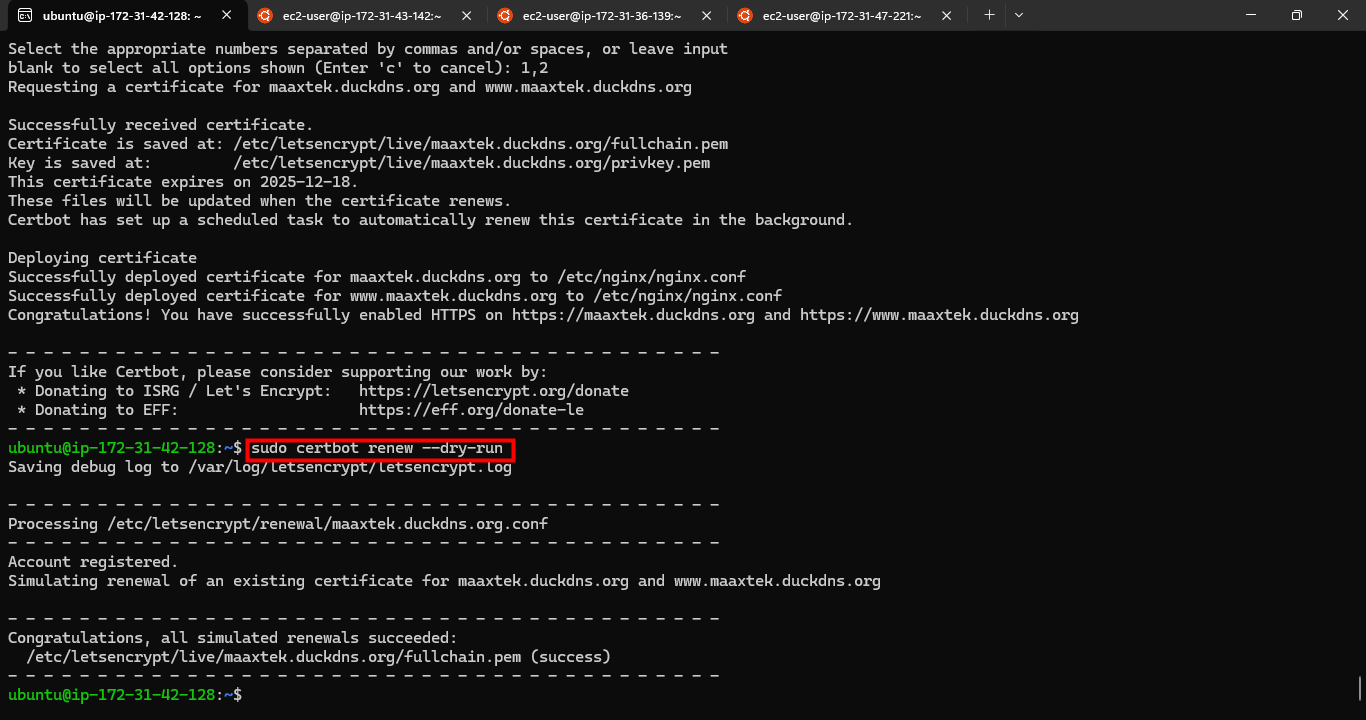 ubuntu@ip-172-31-42-128: ~
ec2-user@ip-172-31-43-142:~
ec2-user@ip-172-31-36-139:~
ec2-user@ip-172-31-47-221:~
Select the appropriate numbers separated by commas and/or spaces, or leave input
blank to select all options shown (Enter 'c' to cancel): 1,2
Requesting a certificate for maaxtek.duckdns.org and www.maaxtek.duckdns.org

Successfully received certificate.
Certificate is saved at: /etc/letsencrypt/live/maaxtek.duckdns.org/fullchain.pem
Key is saved at:         /etc/letsencrypt/live/maaxtek.duckdns.org/privkey.pem
This certificate expires on 2025-12-18.
These files will be updated when the certificate renews.
Certbot has set up a scheduled task to automatically renew this certificate in the background.

Deploying certificate
Successfully deployed certificate for maaxtek.duckdns.org to /etc/nginx/nginx.conf
Successfully deployed certificate for www.maaxtek.duckdns.org to /etc/nginx/nginx.conf
Congratulations! You have successfully enabled HTTPS on https://maaxtek.duckdns.org and https://www.maaxtek.duckdns.org

- - - - - - - - - - - - - - - - - - - - - - - - - - - - - - - - - - - - - - - -
If you like Certbot, please consider supporting our work by:
 * Donating to ISRG / Let's Encrypt:   https://letsencrypt.org/donate
 * Donating to EFF:                    https://eff.org/donate-le
- - - - - - - - - - - - - - - - - - - - - - - - - - - - - - - - - - - - - - - -
ubuntu@ip-172-31-42-128:~$ sudo certbot renew --dry-run
Saving debug log to /var/log/letsencrypt/letsencrypt.log

- - - - - - - - - - - - - - - - - - - - - - - - - - - - - - - - - - - - - - - -
Processing /etc/letsencrypt/renewal/maaxtek.duckdns.org.conf
- - - - - - - - - - - - - - - - - - - - - - - - - - - - - - - - - - - - - - - -
Account registered.
Simulating renewal of an existing certificate for maaxtek.duckdns.org and www.maaxtek.duckdns.org

- - - - - - - - - - - - - - - - - - - - - - - - - - - - - - - - - - - - - - - -
Congratulations, all simulated renewals succeeded:
  /etc/letsencrypt/live/maaxtek.duckdns.org/fullchain.pem (success)
- - - - - - - - - - - - - - - - - - - - - - - - - - - - - - - - - - - - - - - -
ubuntu@ip-172-31-42-128:~$